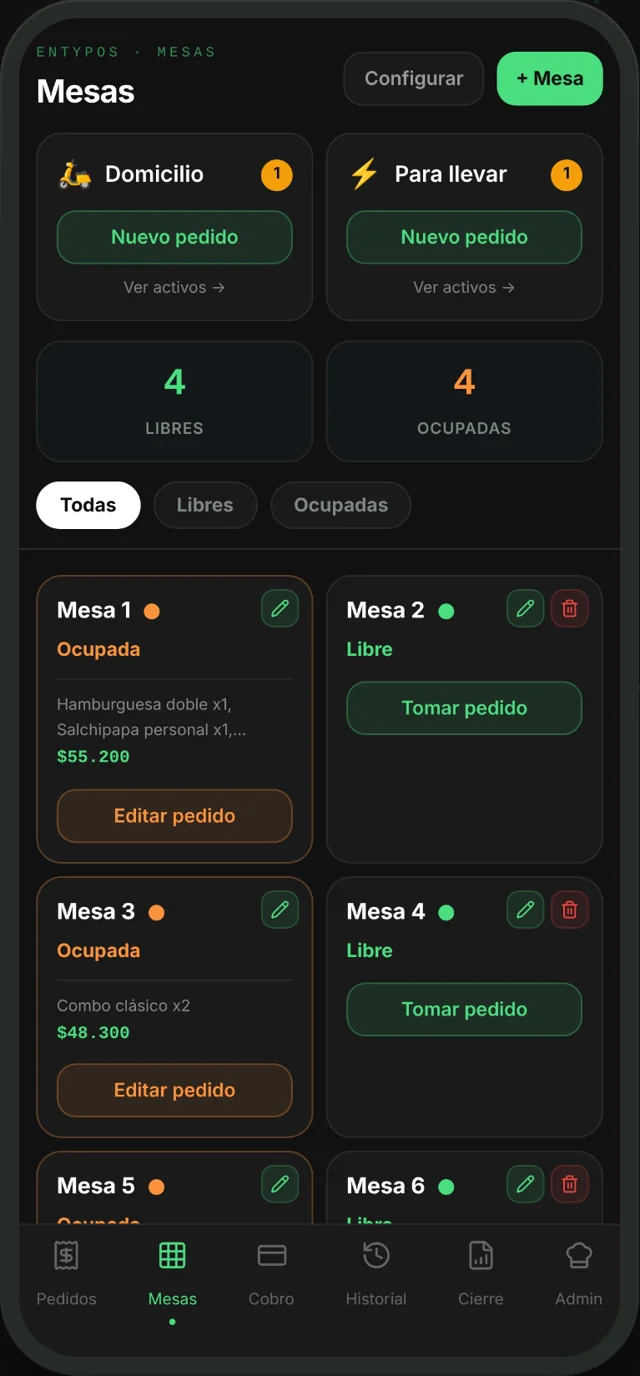 ENTYPOS · MESAS
Mesas
Configurar
+ Mesa
Domicilio
1
Nuevo pedido
Ver activos →
Para llevar
1
Nuevo pedido
Ver activos →
4
LIBRES
4
OCUPADAS
Todas
Libres
Ocupadas
Mesa 1
Ocupada
Hamburguesa doble x1,
Salchipapa personal x1,...
$55.200
Editar pedido
Mesa 2
Libre
Tomar pedido
Mesa 3
Ocupada
Combo clásico x2
$48.300
Editar pedido
Mesa 4
Libre
Tomar pedido
Mesa 5
Ocupada
Mesa 6
Libre
Pedidos
Mesas
Cobro
Historial
Cierre
Admin